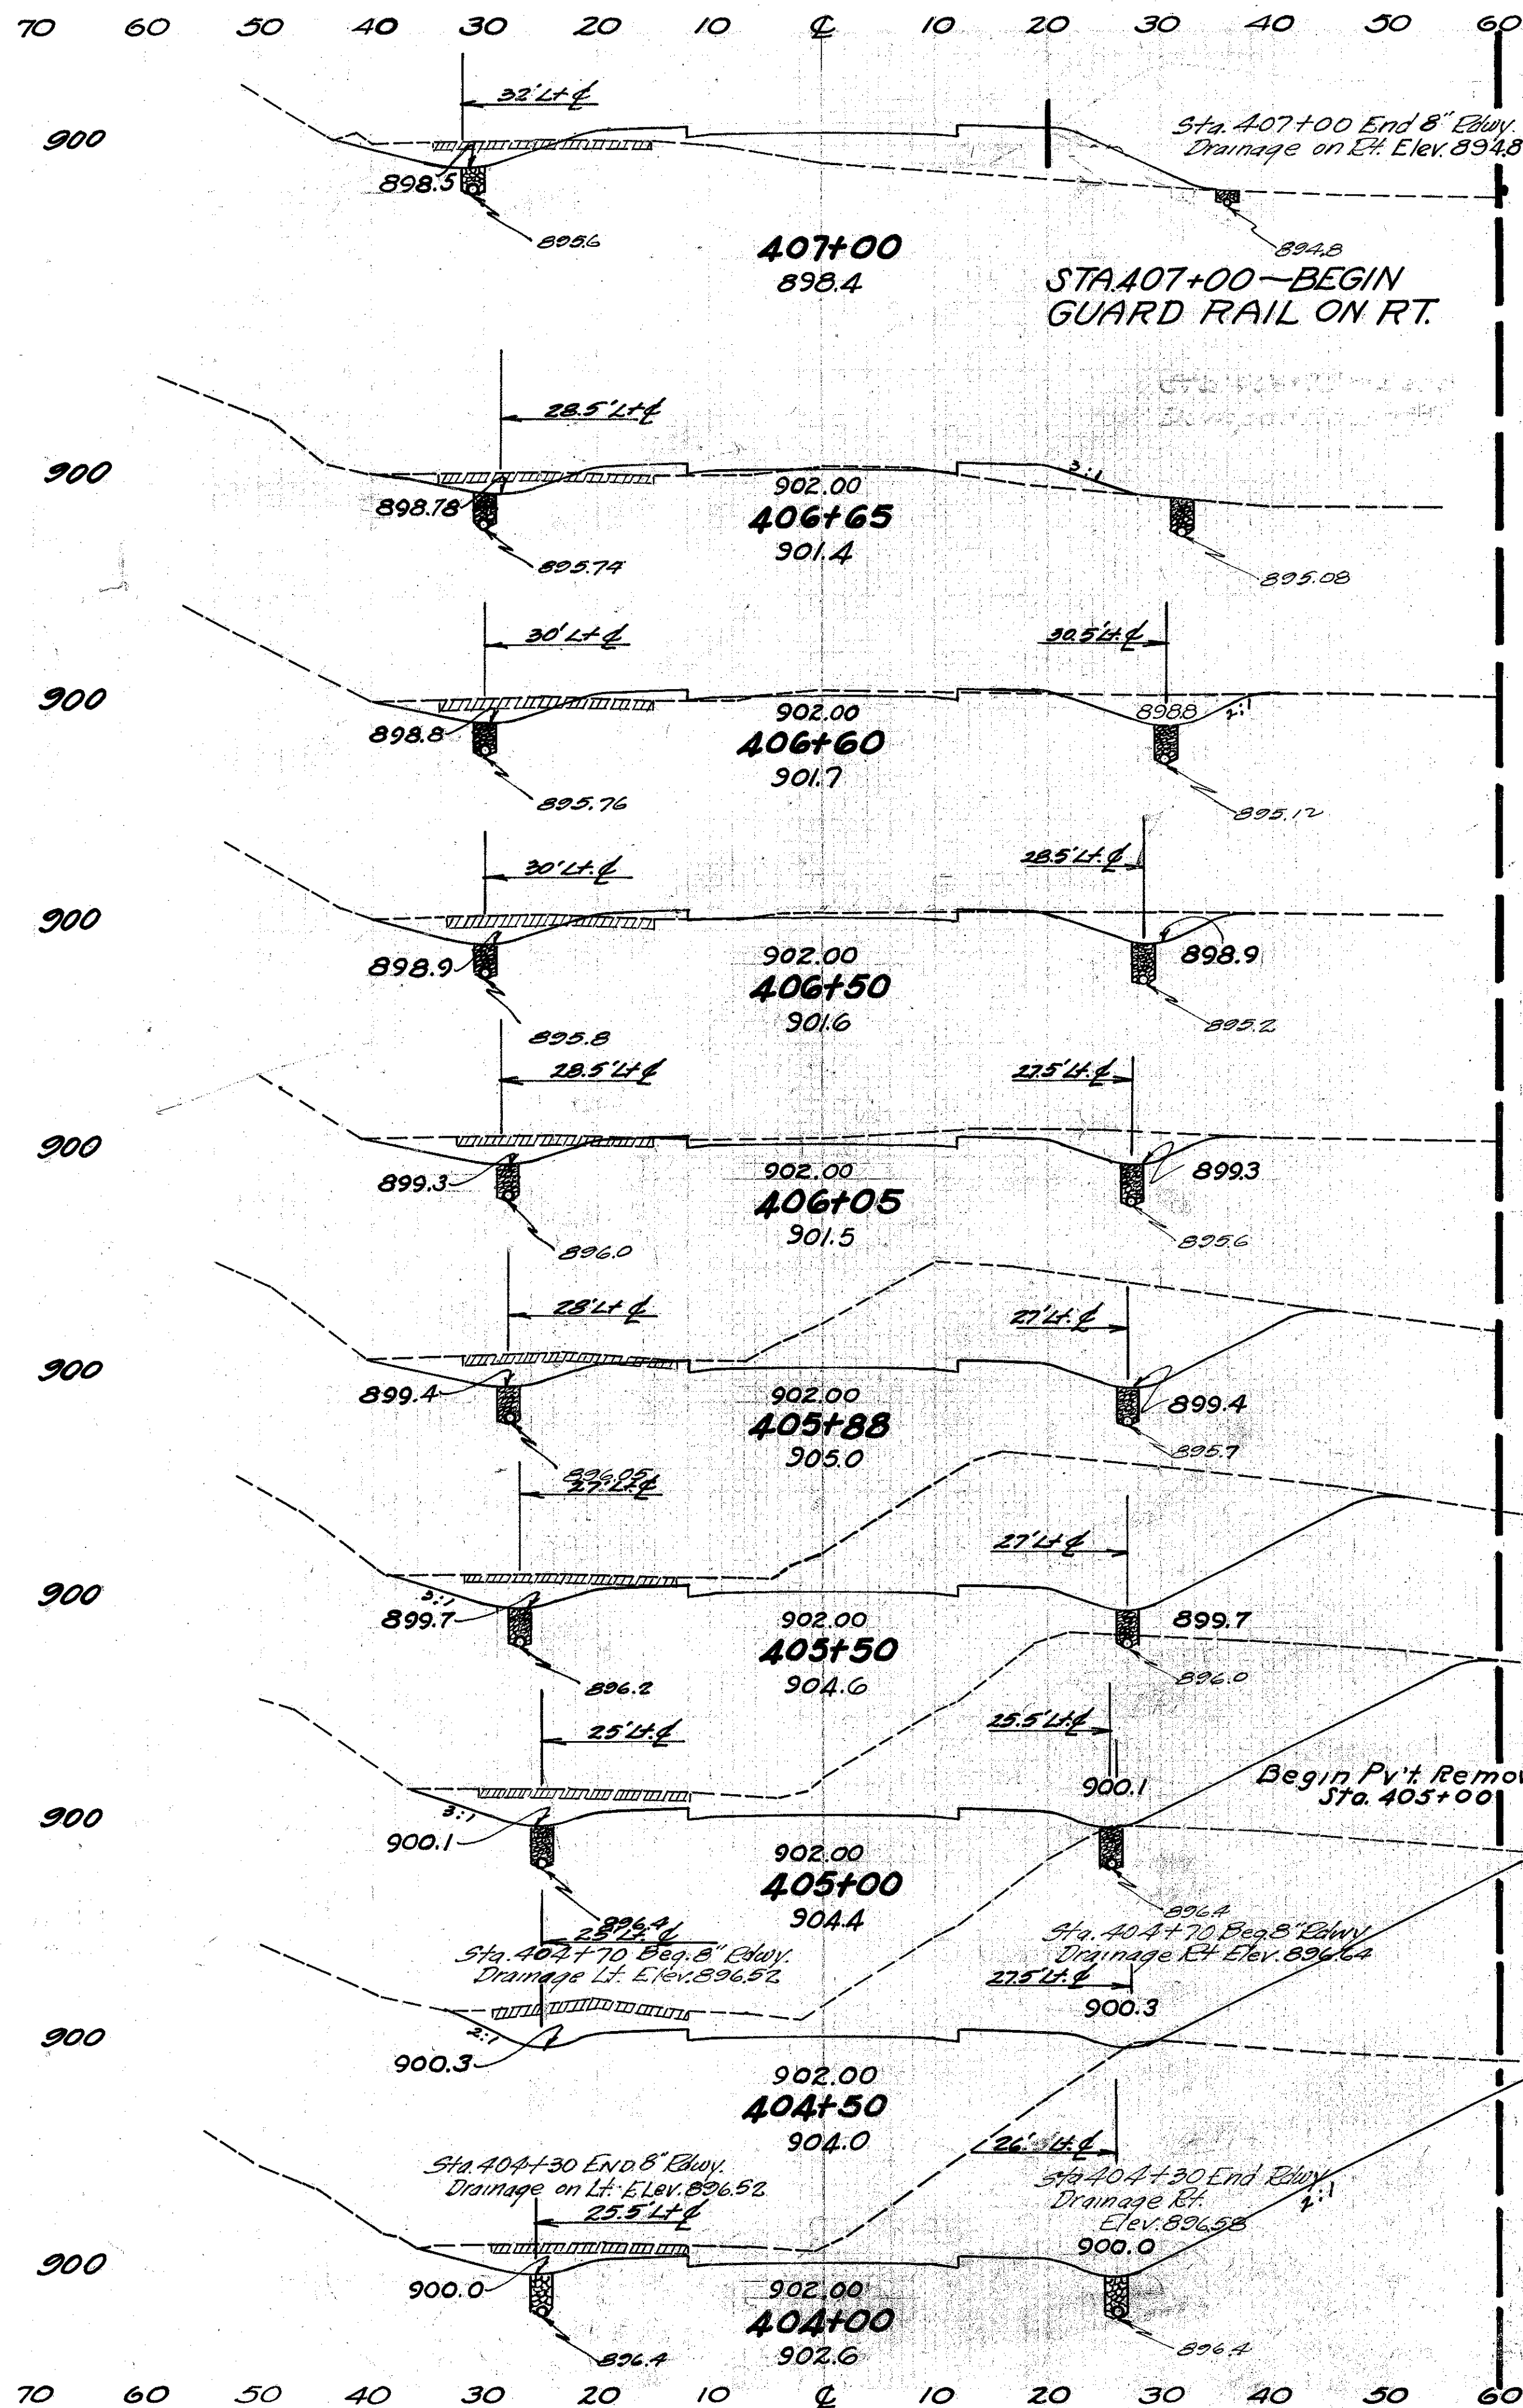 70 60 50 40 30 20 10 ℄ 10 20 30 40 50 60
32' Lt ℄
900
Sta. 407+00 End 8" Rdwy.
Drainage on Rt. Elev. 894.8
898.5
895.6
407+00
898.4
894.8
STA. 407+00—BEGIN
GUARD RAIL ON RT.
28.5' Lt ℄
900
3:1
898.78
902.00
406+65
901.4
895.74
895.08
30' Lt ℄
30.5' Lt. ℄
900
898.8
902.00
898.8
2:1
406+60
901.7
895.76
895.12
30' Lt. ℄
28.5' Lt. ℄
900
898.9
902.00
898.9
406+50
901.6
895.8
895.2
28.5' Lt ℄
27.5' Lt. ℄
900
899.3
902.00
899.3
406+05
901.5
896.0
895.6
28' Lt ℄
27' Lt. ℄
900
899.4
902.00
899.4
405+88
905.0
895.7
896.05
27' Lt. ℄
27' Lt ℄
900
3:1
899.7
902.00
899.7
405+50
904.6
896.2
896.0
25' Lt. ℄
25.5' Lt. ℄
900.1
Begin Pv't. Remov
Sta. 405+00
900
3:1
900.1
902.00
405+00
904.4
896.4
896.4
25' Lt. ℄
Sta. 404+70 Beg. 8" Rdwy.
Drainage Lt. Elev. 896.52
Sta. 404+70 Beg 8" Rdwy
Drainage Rt Elev. 896.64
27.5' Lt. ℄
900.3
900
2:1
900.3
902.00
404+50
904.0
26' Lt. ℄
Sta. 404+30 END 8" Rdwy.
Drainage on Lt. Elev. 896.52
Sta 404+30 End Rdwy
Drainage Rt.
Elev. 896.58
2:1
25.5' Lt ℄
900.0
900
900.0
902.00
404+00
902.6
896.4
896.4
70 60 50 40 30 20 10 ℄ 10 20 30 40 50 60